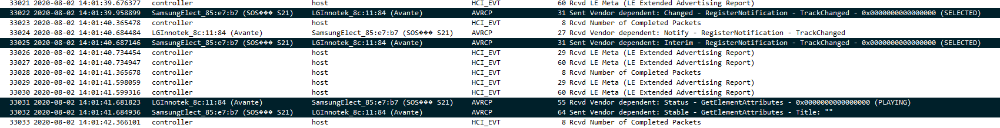 33021 2020-08-02 14:01:39.676377 controller host HCI_EVT 60 Rcvd LE Meta (LE Extended Advertising Report)
33022 2020-08-02 14:01:39.958899 SamsungElect_85:e7:b7 (SOS��� S21) LGInnotek_8c:11:84 (Avante) AVRCP 31 Sent Vendor dependent: Changed - RegisterNotification - TrackChanged - 0x0000000000000000 (SELECTED)
33023 2020-08-02 14:01:40.365478 controller host HCI_EVT 8 Rcvd Number of Completed Packets
33024 2020-08-02 14:01:40.684484 LGInnotek_8c:11:84 (Avante) SamsungElect_85:e7:b7 (SOS��� S21) AVRCP 27 Rcvd Vendor dependent: Notify - RegisterNotification - TrackChanged
33025 2020-08-02 14:01:40.687146 SamsungElect_85:e7:b7 (SOS��� S21) LGInnotek_8c:11:84 (Avante) AVRCP 31 Sent Vendor dependent: Interim - RegisterNotification - TrackChanged - 0x0000000000000000 (SELECTED)
33026 2020-08-02 14:01:40.734454 controller host HCI_EVT 29 Rcvd LE Meta (LE Extended Advertising Report)
33027 2020-08-02 14:01:40.734947 controller host HCI_EVT 60 Rcvd LE Meta (LE Extended Advertising Report)
33028 2020-08-02 14:01:41.365678 controller host HCI_EVT 8 Rcvd Number of Completed Packets
33029 2020-08-02 14:01:41.598059 controller host HCI_EVT 29 Rcvd LE Meta (LE Extended Advertising Report)
33030 2020-08-02 14:01:41.599316 controller host HCI_EVT 60 Rcvd LE Meta (LE Extended Advertising Report)
33031 2020-08-02 14:01:41.681823 LGInnotek_8c:11:84 (Avante) SamsungElect_85:e7:b7 (SOS��� S21) AVRCP 55 Rcvd Vendor dependent: Status - GetElementAttributes - 0x0000000000000000 (PLAYING)
33032 2020-08-02 14:01:41.684936 SamsungElect_85:e7:b7 (SOS��� S21) LGInnotek_8c:11:84 (Avante) AVRCP 64 Sent Vendor dependent: Stable - GetElementAttributes - Title: ""
33033 2020-08-02 14:01:42.366101 controller host HCI_EVT 8 Rcvd Number of Completed Packets